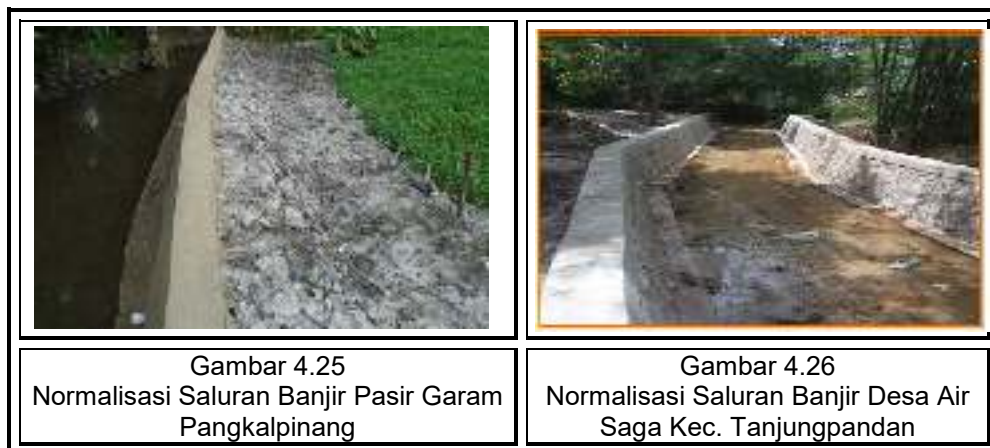 Gambar 4.25
Normalisasi Saluran Banjir Pasir Garam
Pangkalpinang
Gambar 4.26
Normalisasi Saluran Banjir Desa Air
Saga Kec. Tanjungpandan